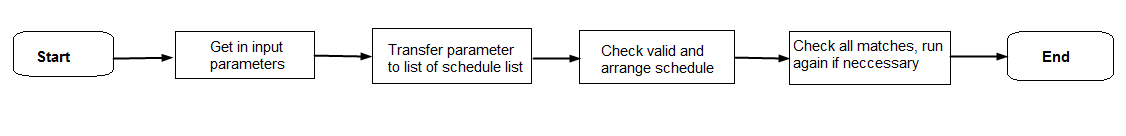 Start
Get in input
parameters
Transfer parameter
to list of schedule list
Check valid and
arrange schedule
Check all matches, run
again if neccessary
End